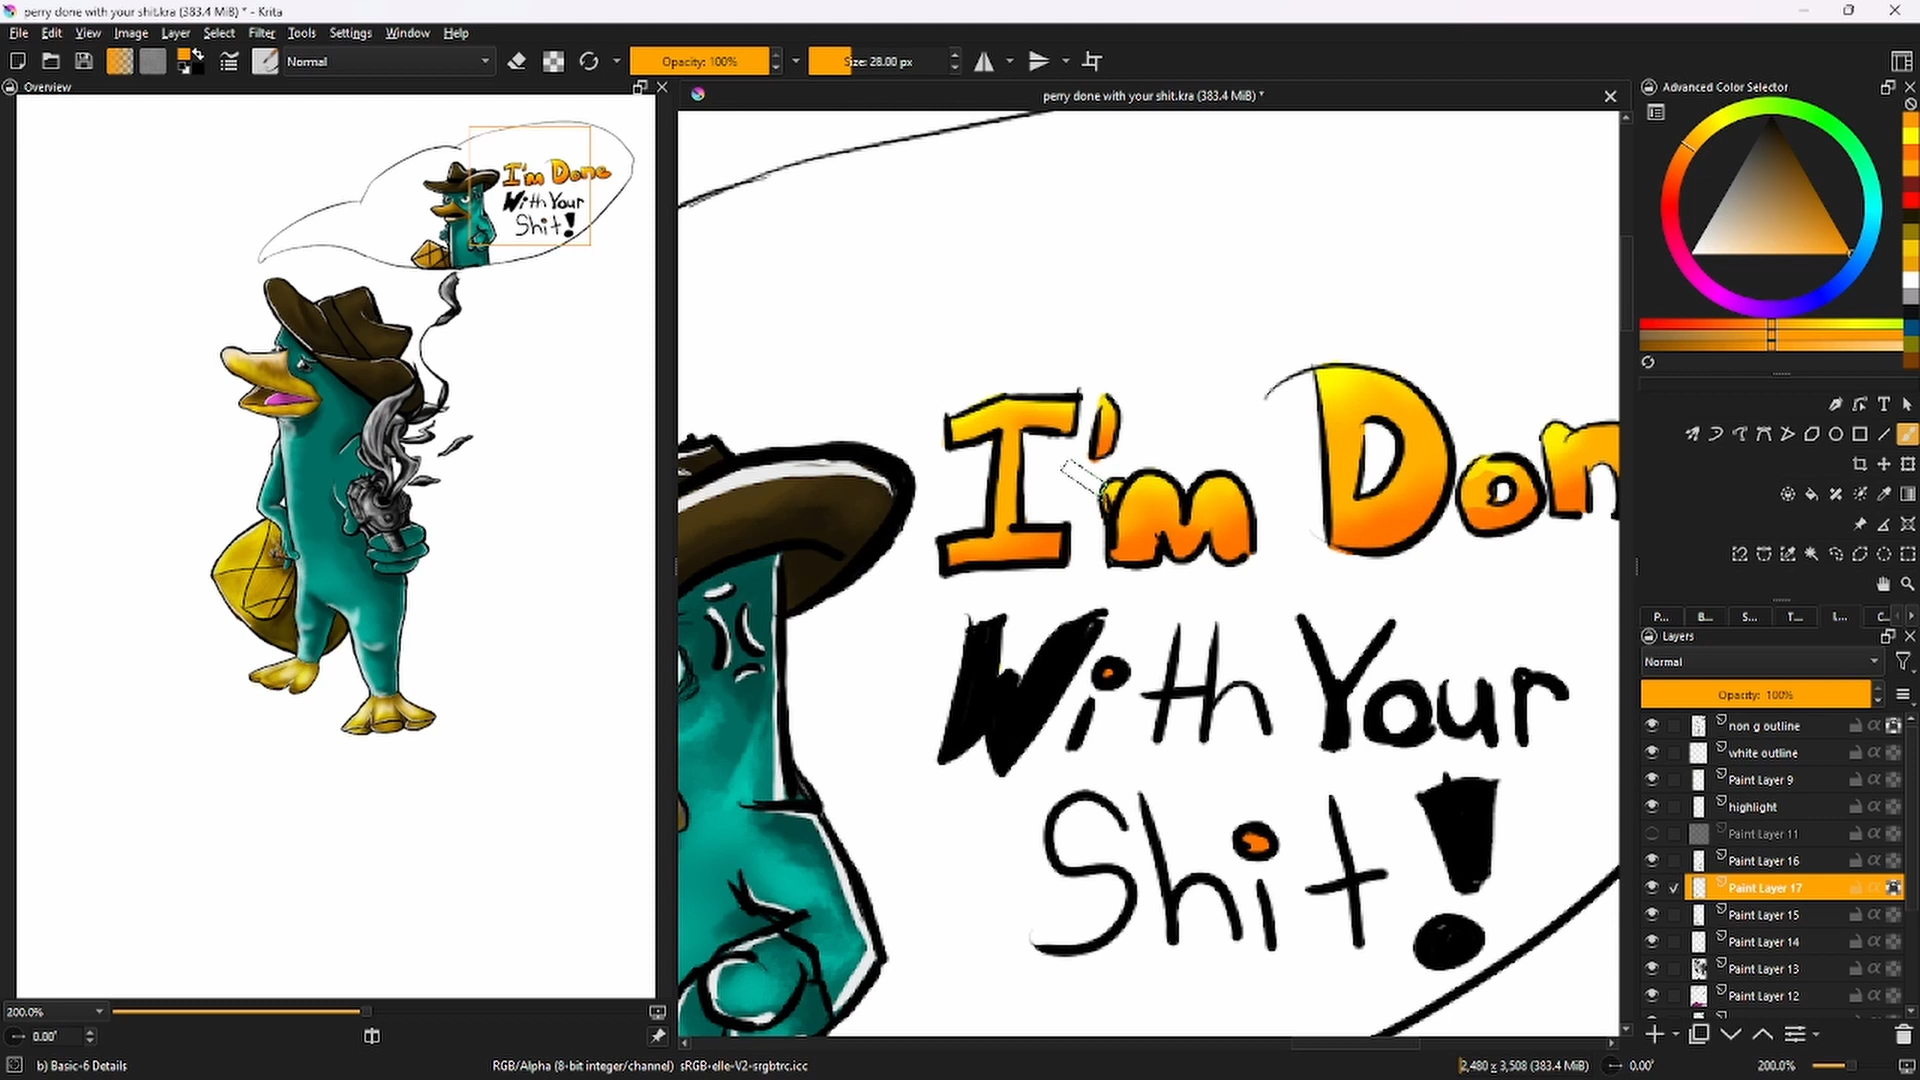 perry done with your shit.kra (383.4 MiB) * - Krita
File Edit View Image Layer Select Filter Tools Settings Window Help
Normal
Opacity: 100%
Size: 28.00 px
Overview
perry done with your shit.kra (383.4 MiB) *
Advanced Color Selector
I'm Done
With Your
Shit!
I'm Don
With Your
Shit!
P... B... S... T... I... C...
Layers
Normal
Opacity: 100%
non g outline
white outline
Paint Layer 9
highlight
Paint Layer 11
Paint Layer 16
Paint Layer 17
Paint Layer 15
Paint Layer 14
Paint Layer 13
Paint Layer 12
200.0%
0.00°
b) Basic-6 Details
RGB/Alpha (8-bit integer/channel) sRGB-elle-V2-srgbtrc.icc
2,480 x 3,508 (383.4 MiB)
0.00°
200.0%